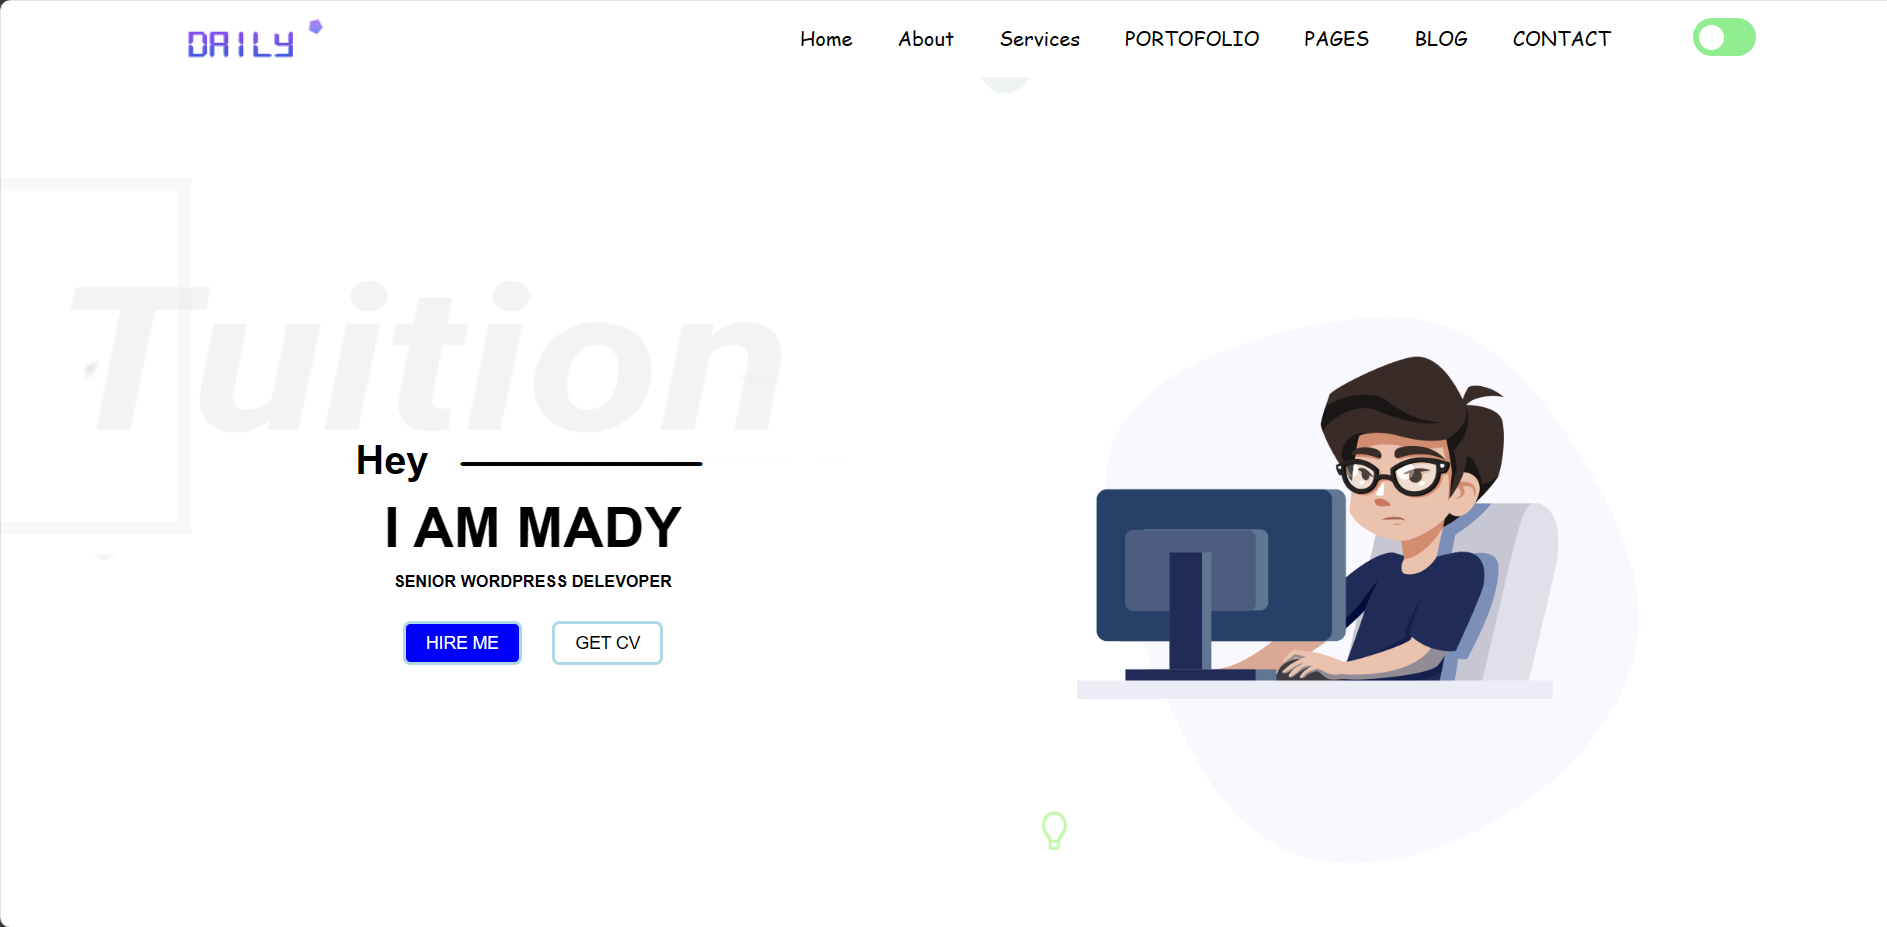 DAILY
Home About Services PORTOFOLIO PAGES BLOG CONTACT
Tuition
Hey
I AM MADY
SENIOR WORDPRESS DELEVOPER
HIRE ME GET CV